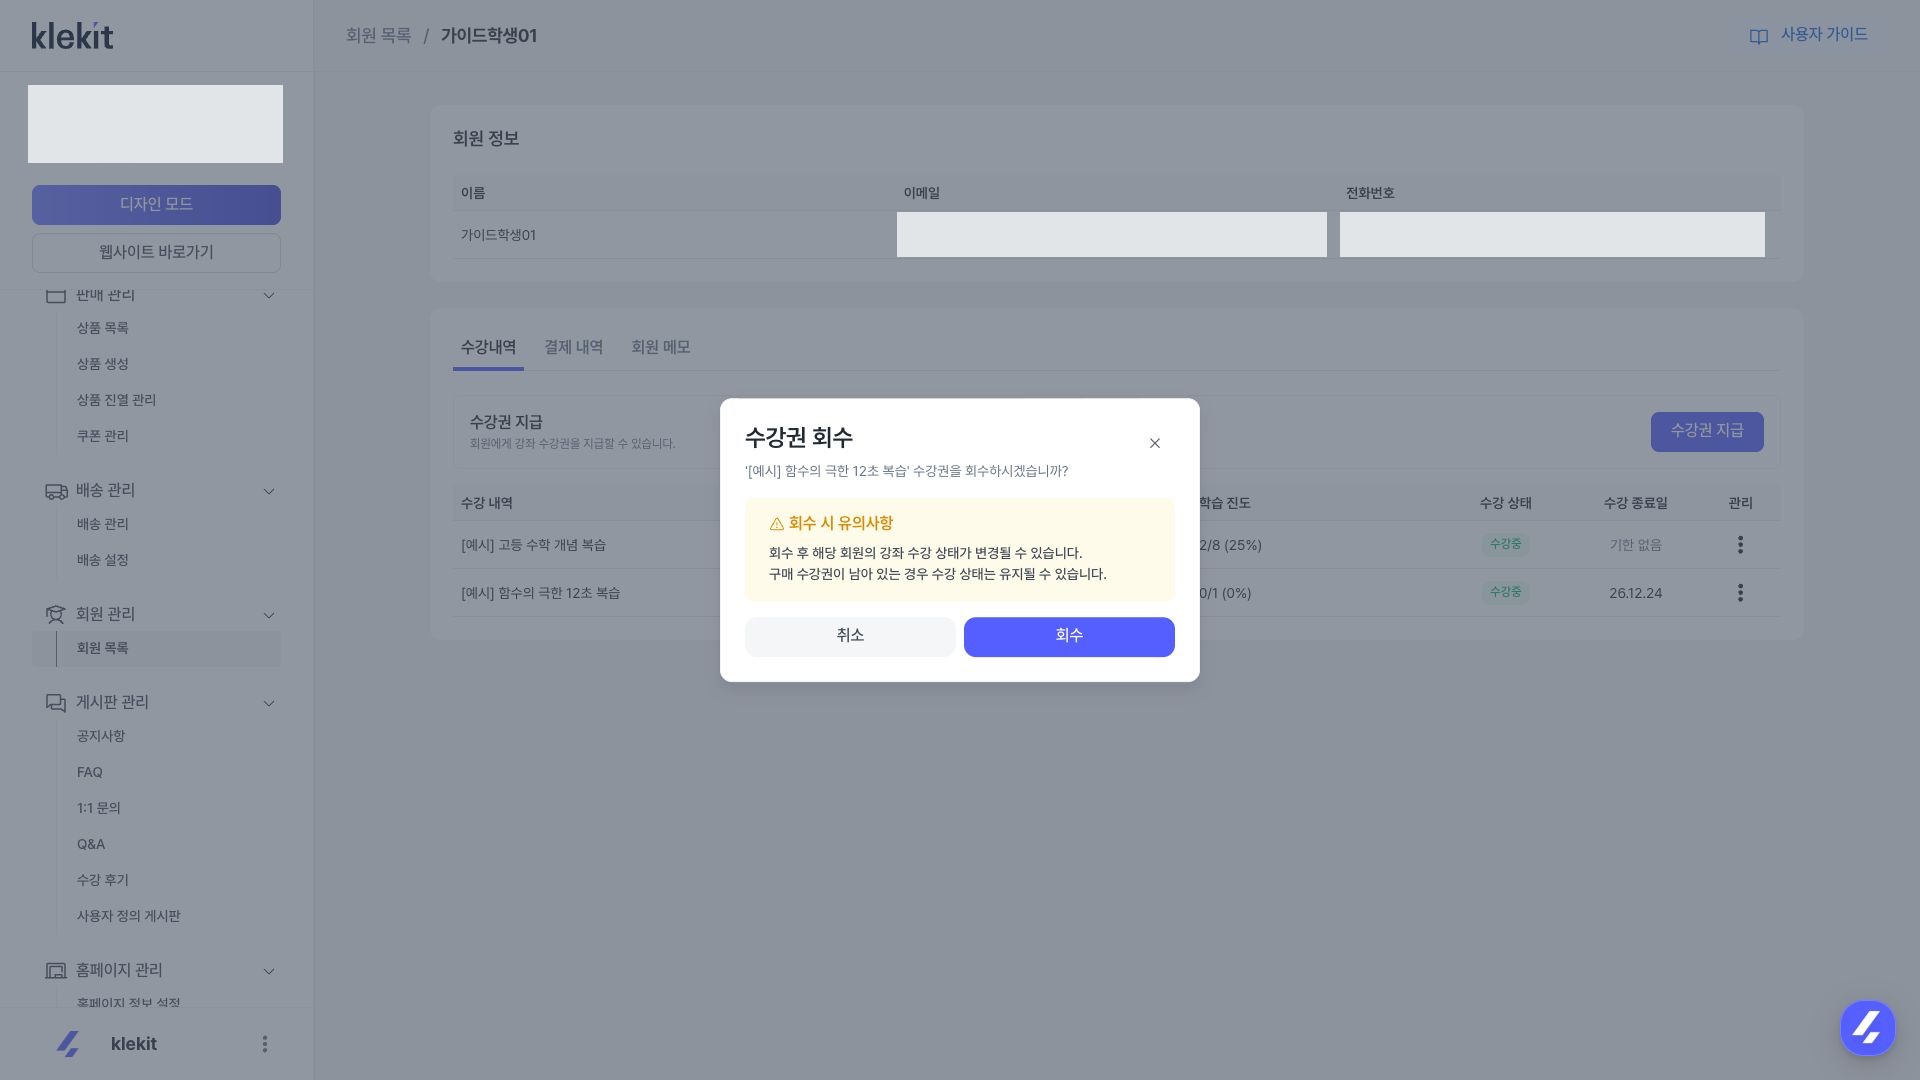 klekit
회원 목록 / 가이드학생01
사용자 가이드
디자인 모드
웹사이트 바로가기
판매 관리
상품 목록
상품 생성
상품 진열 관리
쿠폰 관리
배송 관리
배송 관리
배송 설정
회원 관리
회원 목록
게시판 관리
공지사항
FAQ
1:1 문의
Q&A
수강 후기
사용자 정의 게시판
홈페이지 관리
홈페이지 정보 설정
klekit
회원 정보
이름 이메일 전화번호
가이드학생01
수강내역 결제 내역 회원 메모
수강권 지급
회원에게 강좌 수강권을 지급할 수 있습니다.
수강권 지급
수강 내역 학습 진도 수강 상태 수강 종료일 관리
[예시] 고등 수학 개념 복습 2/8 (25%) 수강중 기한 없음
[예시] 함수의 극한 12초 복습 0/1 (0%) 수강중 26.12.24
수강권 회수
'[예시] 함수의 극한 12초 복습' 수강권을 회수하시겠습니까?
회수 시 유의사항
회수 후 해당 회원의 강좌 수강 상태가 변경될 수 있습니다.
구매 수강권이 남아 있는 경우 수강 상태는 유지될 수 있습니다.
취소 회수